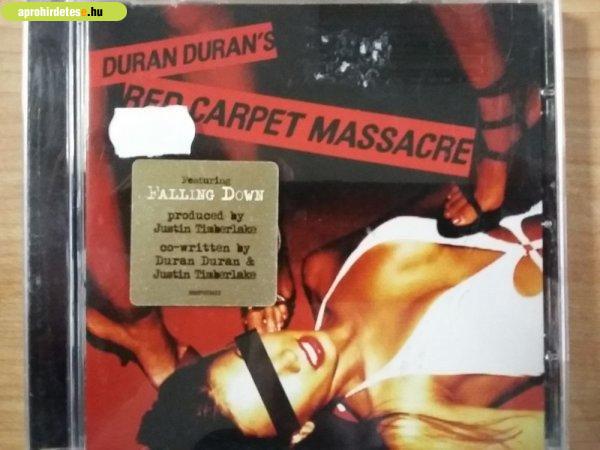 aprohirdetese.hu
DURAN DURAN'S
RED CARPET MASSACRE
Featuring
FALLING DOWN
produced by
Justin Timberlake
co-written by
Duran Duran &
Justin Timberlake